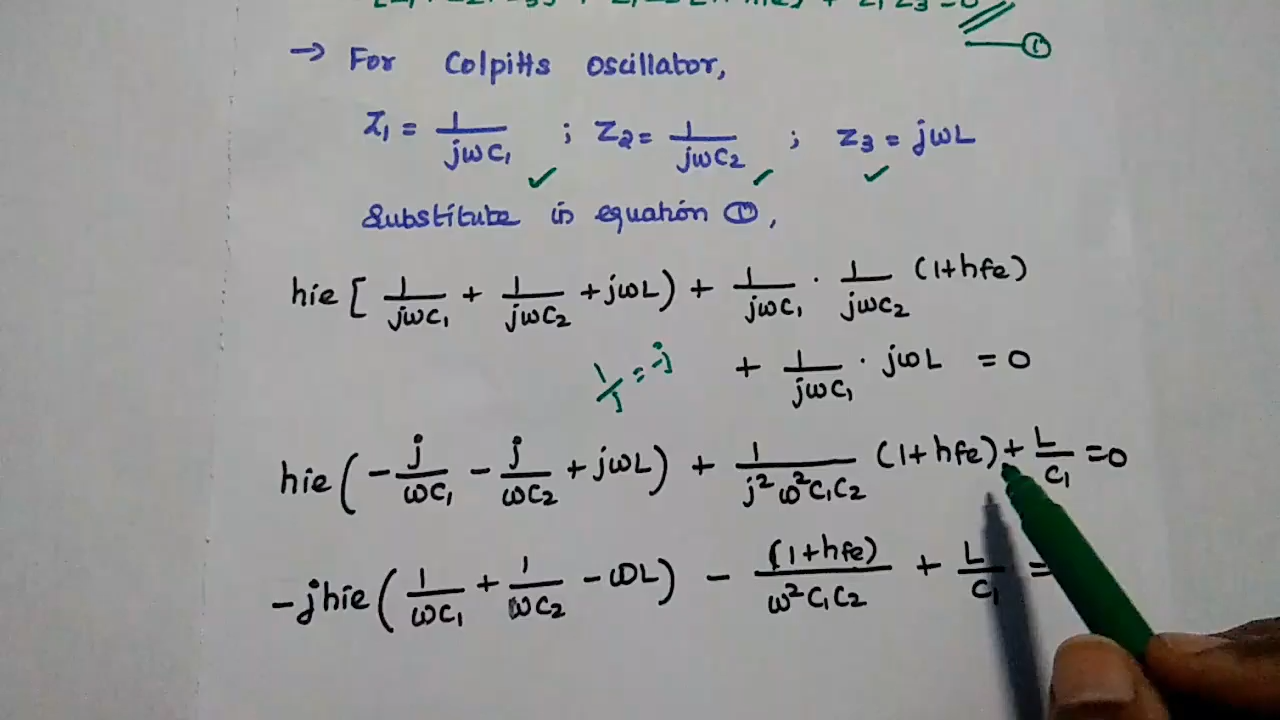 → For Colpitts oscillator, ①
Z₁ = 1/(jωC₁) ; Z₂ = 1/(jωC₂) ; Z₃ = jωL
Substitute in equation ①,
hie [ 1/(jωC₁) + 1/(jωC₂) + jωL ) + 1/(jωC₁) · 1/(jωC₂) (1+hfe)
1/j = -j + 1/(jωC₁) · jωL = 0
hie ( - j/(ωC₁) - j/(ωC₂) + jωL ) + 1/(j²ω²C₁C₂) (1+hfe) + L/C₁ = 0
-jhie ( 1/(ωC₁) + 1/(ωC₂) - ωL ) - (1+hfe)/(ω²C₁C₂) + L/C₁ =